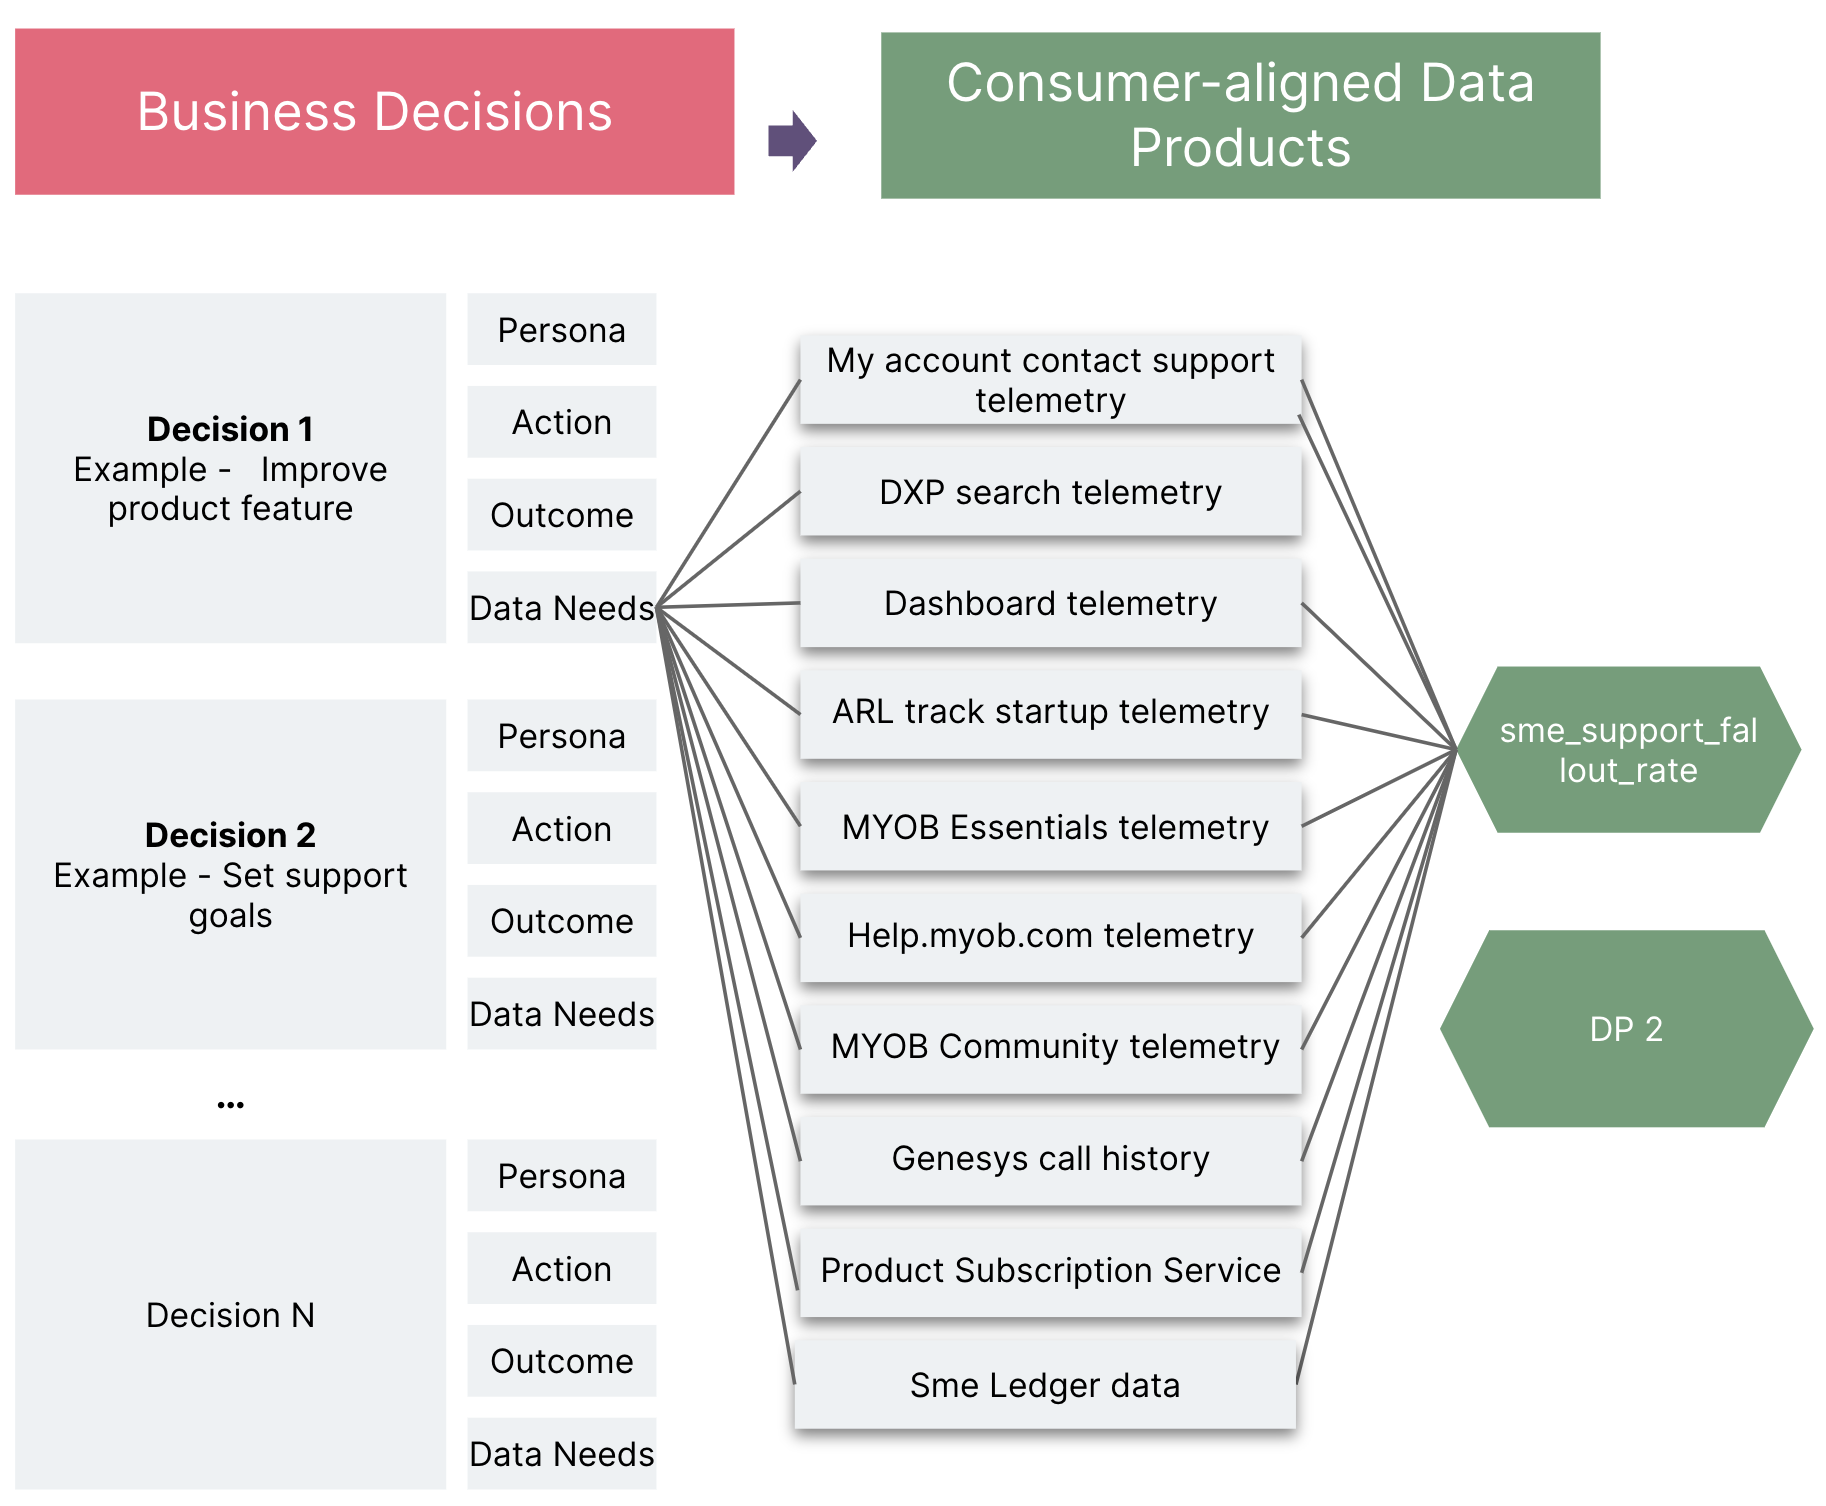 Business Decisions
Consumer-aligned Data
Products
Decision 1
Example -   Improve
product feature
Persona
Action
Outcome
Data Needs
Decision 2
Example - Set support
goals
Persona
Action
Outcome
Data Needs
...
Decision N
Persona
Action
Outcome
Data Needs
My account contact support
telemetry
DXP search telemetry
Dashboard telemetry
ARL track startup telemetry
MYOB Essentials telemetry
Help.myob.com telemetry
MYOB Community telemetry
Genesys call history
Product Subscription Service
Sme Ledger data
sme_support_fal
lout_rate
DP 2